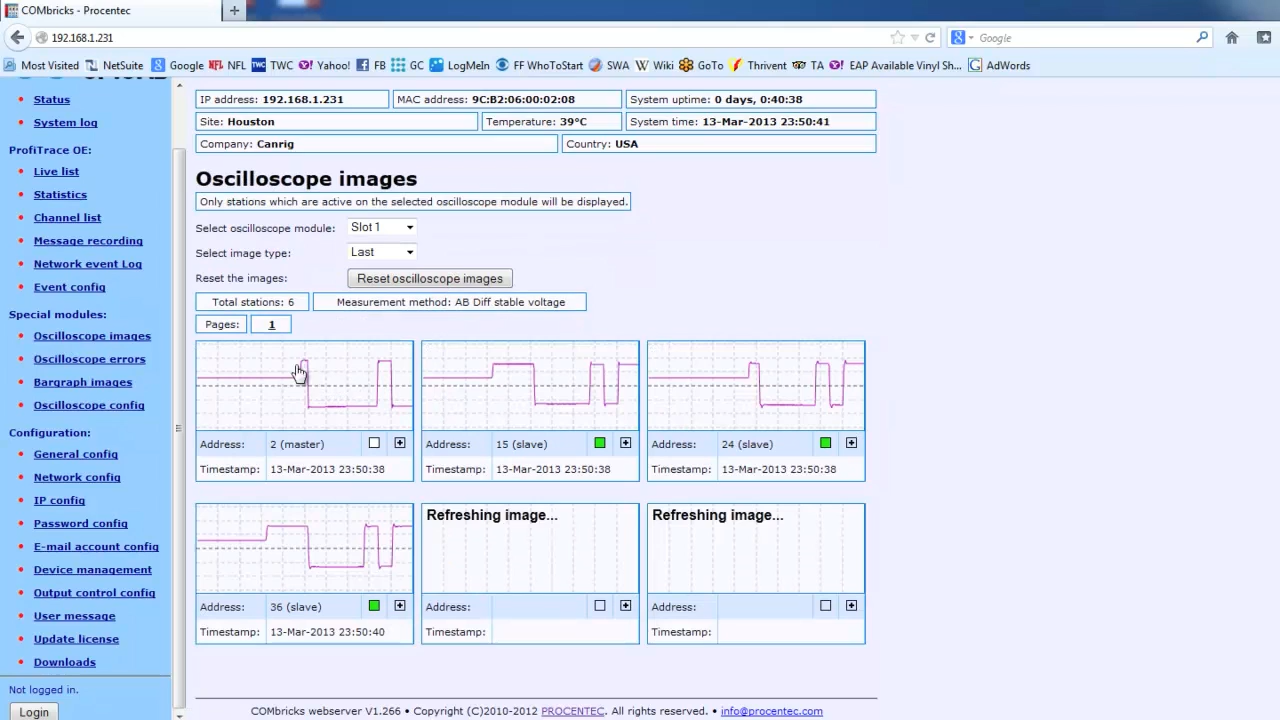 COMbricks - Procentec
192.168.1.231
Google
Most Visited NetSuite Google NFL TWC Yahoo! FB GC LogMeIn FF WhoToStart SWA Wiki GoTo Thrivent TA EAP Available Vinyl Sh... AdWords
Status
System log
ProfiTrace OE:
Live list
Statistics
Channel list
Message recording
Network event Log
Event config
Special modules:
Oscilloscope images
Oscilloscope errors
Bargraph images
Oscilloscope config
Configuration:
General config
Network config
IP config
Password config
E-mail account config
Device management
Output control config
User message
Update license
Downloads
Not logged in.
Login
IP address: 192.168.1.231 MAC address: 9C:B2:06:00:02:08 System uptime: 0 days, 0:40:38
Site: Houston Temperature: 39°C System time: 13-Mar-2013 23:50:41
Company: Canrig Country: USA
Oscilloscope images
Only stations which are active on the selected oscilloscope module will be displayed.
Select oscilloscope module: Slot 1
Select image type: Last
Reset the images: Reset oscilloscope images
Total stations: 6 Measurement method: AB Diff stable voltage
Pages: 1
Address: 2 (master) Address: 15 (slave) Address: 24 (slave)
Timestamp: 13-Mar-2013 23:50:38 Timestamp: 13-Mar-2013 23:50:38 Timestamp: 13-Mar-2013 23:50:38
Refreshing image... Refreshing image...
Address: 36 (slave) Address: Address:
Timestamp: 13-Mar-2013 23:50:40 Timestamp: Timestamp:
COMbricks webserver V1.266 • Copyright (C)2010-2012 PROCENTEC. All rights reserved. • info@procentec.com